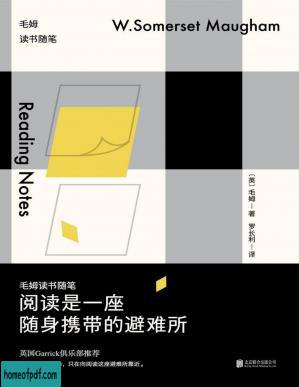 毛姆
读书随笔
W.Somerset Maugham
Reading Notes
[英]毛姆—著
罗长利—译
毛姆读书随笔
阅读是一座
随身携带的避难所
英国Garrick俱乐部推荐
只在向阅读这座避难所靠近。
北京联合出版公司
homeofpdf.com